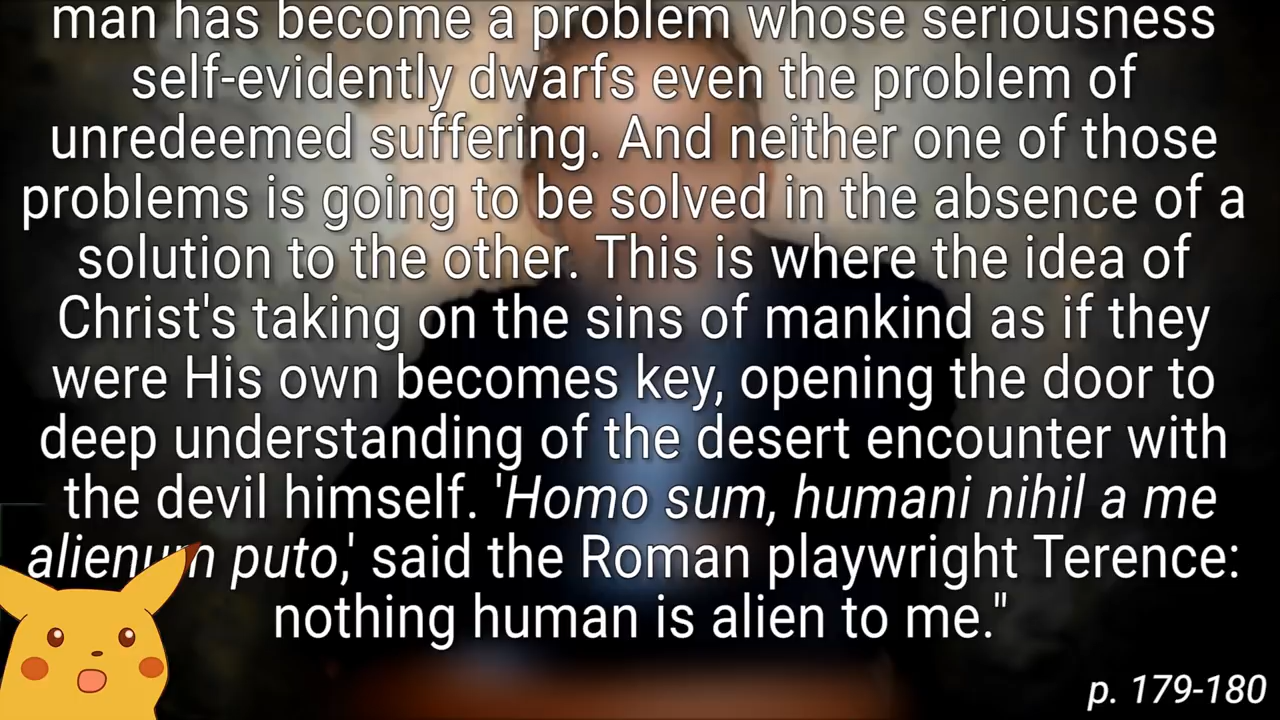 man has become a problem whose seriousness
self-evidently dwarfs even the problem of
unredeemed suffering. And neither one of those
problems is going to be solved in the absence of a
solution to the other. This is where the idea of
Christ's taking on the sins of mankind as if they
were His own becomes key, opening the door to
deep understanding of the desert encounter with
the devil himself. 'Homo sum, humani nihil a me
alienum puto,' said the Roman playwright Terence:
nothing human is alien to me."
p. 179-180